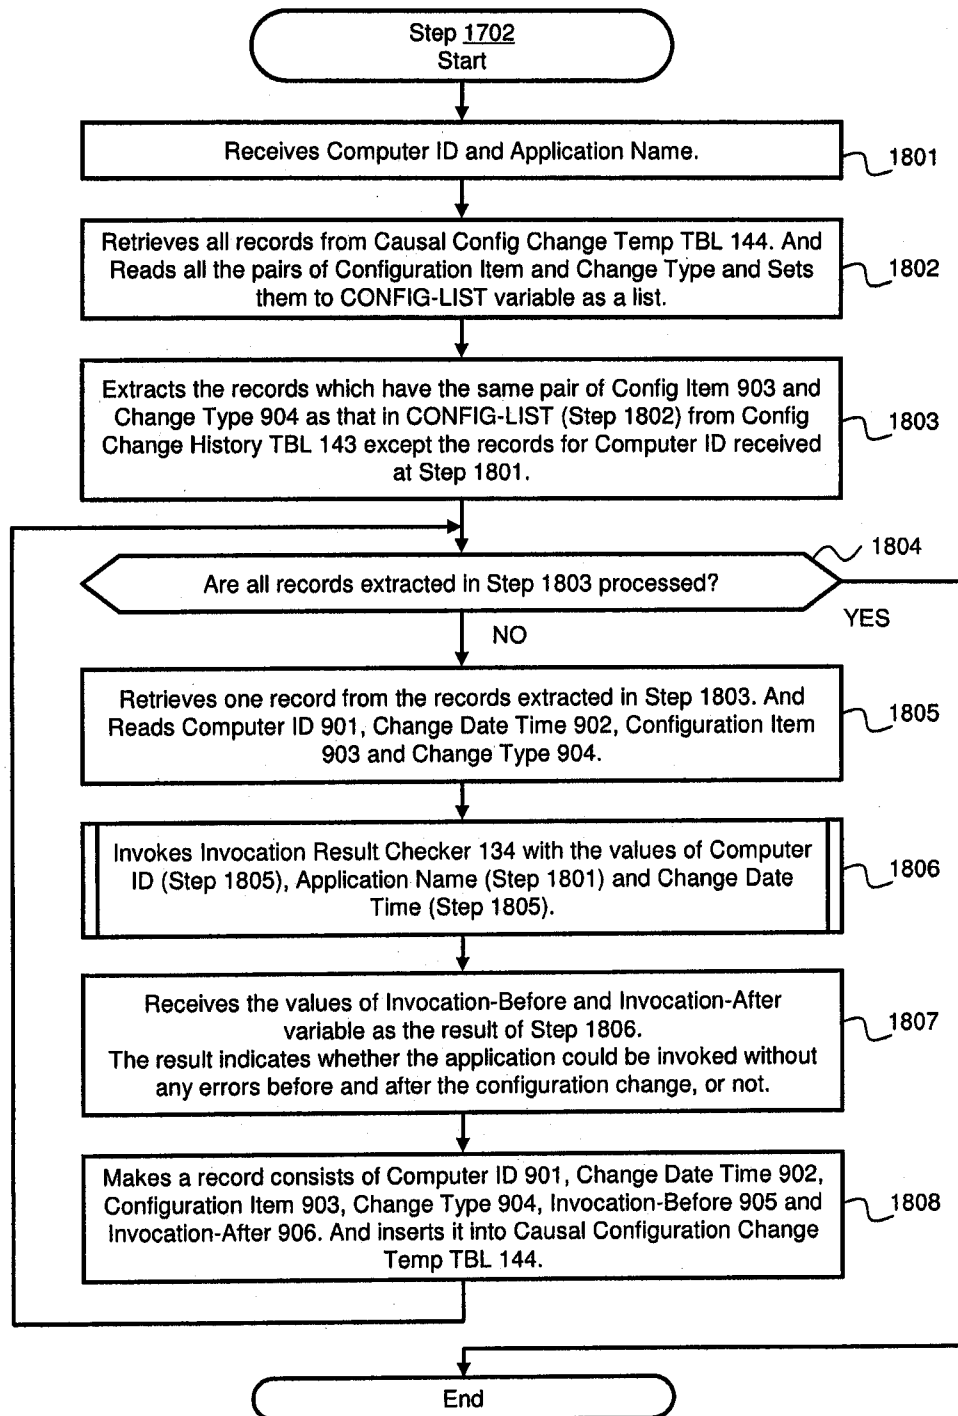 Step 1702
Start
Receives Computer ID and Application Name.
1801
Retrieves all records from Causal Config Change Temp TBL 144. And
Reads all the pairs of Configuration Item and Change Type and Sets
them to CONFIG-LIST variable as a list.
1802
Extracts the records which have the same pair of Config Item 903 and
Change Type 904 as that in CONFIG-LIST (Step 1802) from Config
Change History TBL 143 except the records for Computer ID received
at Step 1801.
1803
Are all records extracted in Step 1803 processed?
1804
YES
NO
Retrieves one record from the records extracted in Step 1803. And
Reads Computer ID 901, Change Date Time 902, Configuration Item
903 and Change Type 904.
1805
Invokes Invocation Result Checker 134 with the values of Computer
ID (Step 1805), Application Name (Step 1801) and Change Date
Time (Step 1805).
1806
Receives the values of Invocation-Before and Invocation-After
variable as the result of Step 1806.
The result indicates whether the application could be invoked without
any errors before and after the configuration change, or not.
1807
Makes a record consists of Computer ID 901, Change Date Time 902,
Configuration Item 903, Change Type 904, Invocation-Before 905 and
Invocation-After 906. And inserts it into Causal Configuration Change
Temp TBL 144.
1808
End